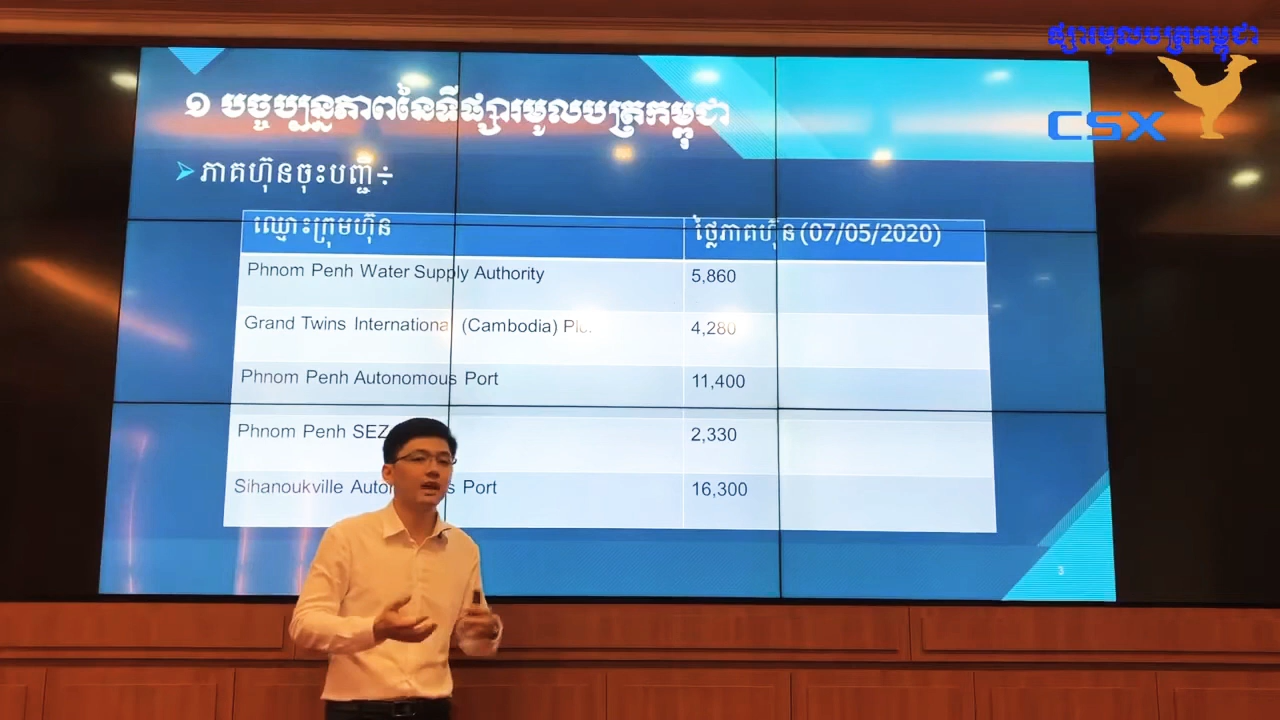 ផ្សារមូលបត្រកម្ពុជា
CSX
១ បច្ចុប្បន្នភាពនៃទីផ្សារមូលបត្រកម្ពុជា
➢ភាគហ៊ុនចុះបញ្ជី÷
ឈ្មោះក្រុមហ៊ុន ថ្លៃភាគហ៊ុន (07/05/2020)
Phnom Penh Water Supply Authority 5,860
Grand Twins International (Cambodia) Plc. 4,280
Phnom Penh Autonomous Port 11,400
Phnom Penh SEZ 2,330
Sihanoukville Port 16,300
3